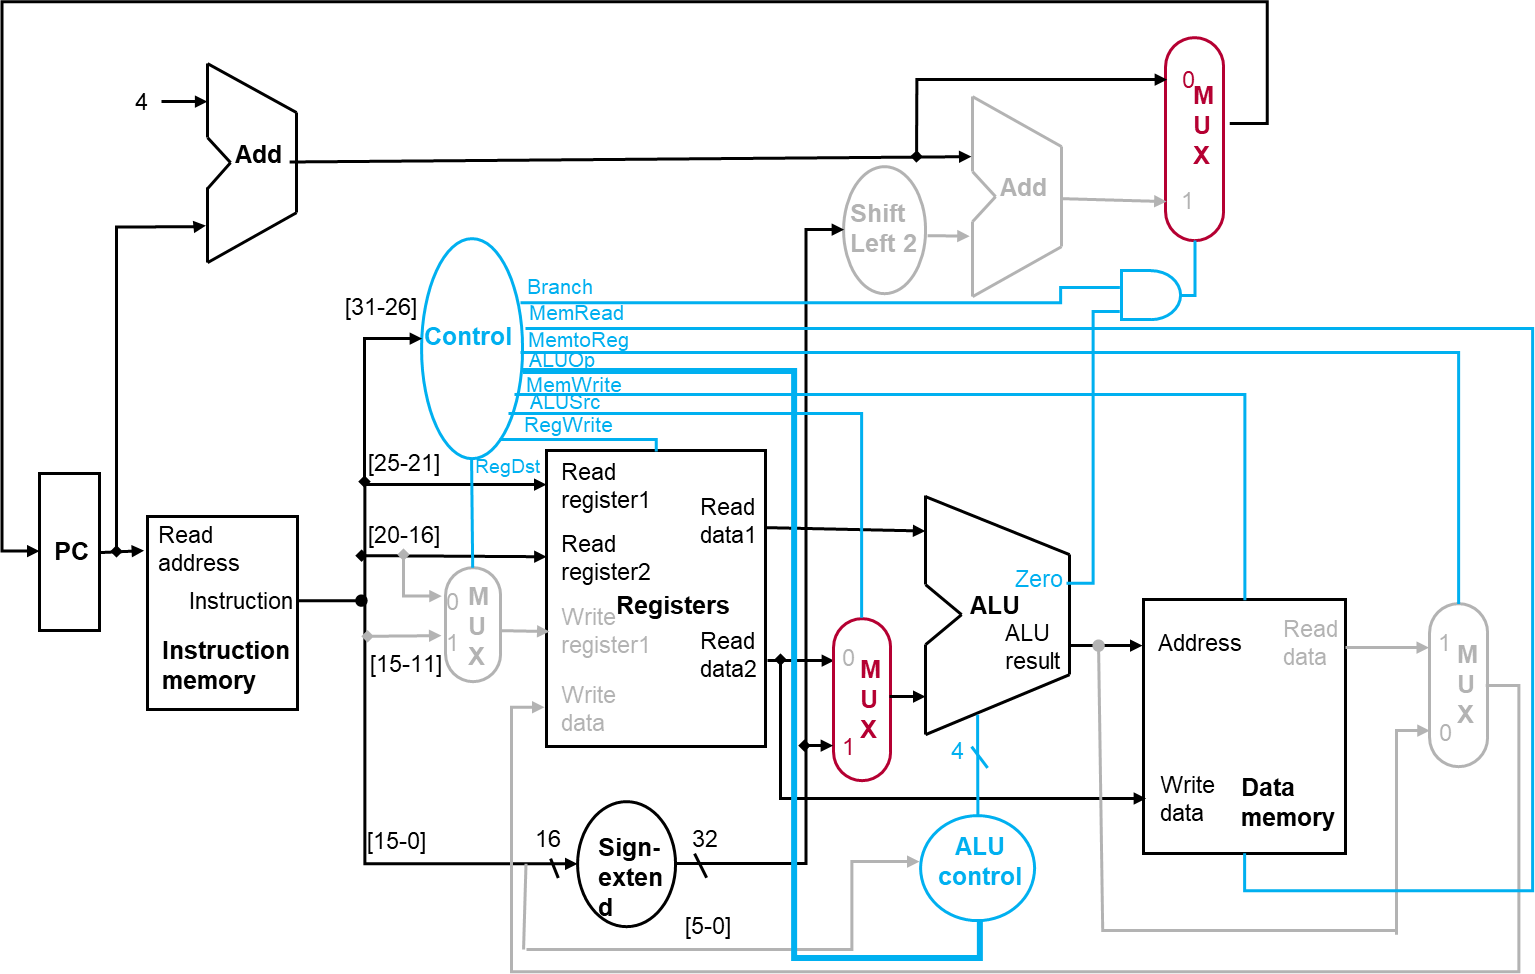 4
Add
0
M
U
X
1
Add
Shift
Left 2
[31-26]
Control
Branch
MemRead
MemtoReg
ALUOp
MemWrite
ALUSrc
RegWrite
RegDst
[25-21]
[20-16]
[15-11]
[15-0]
PC
Read
address
Instruction
Instruction
memory
0
M
U
X
1
Read
register1
Read
register2
Write
register1
Write
data
Registers
Read
data1
Read
data2
0
M
U
X
1
Zero
ALU
ALU
result
4
ALU
control
Address
Read
data
Write
data
Data
memory
1
M
U
X
0
16
Sign-
exten
d
32
[5-0]